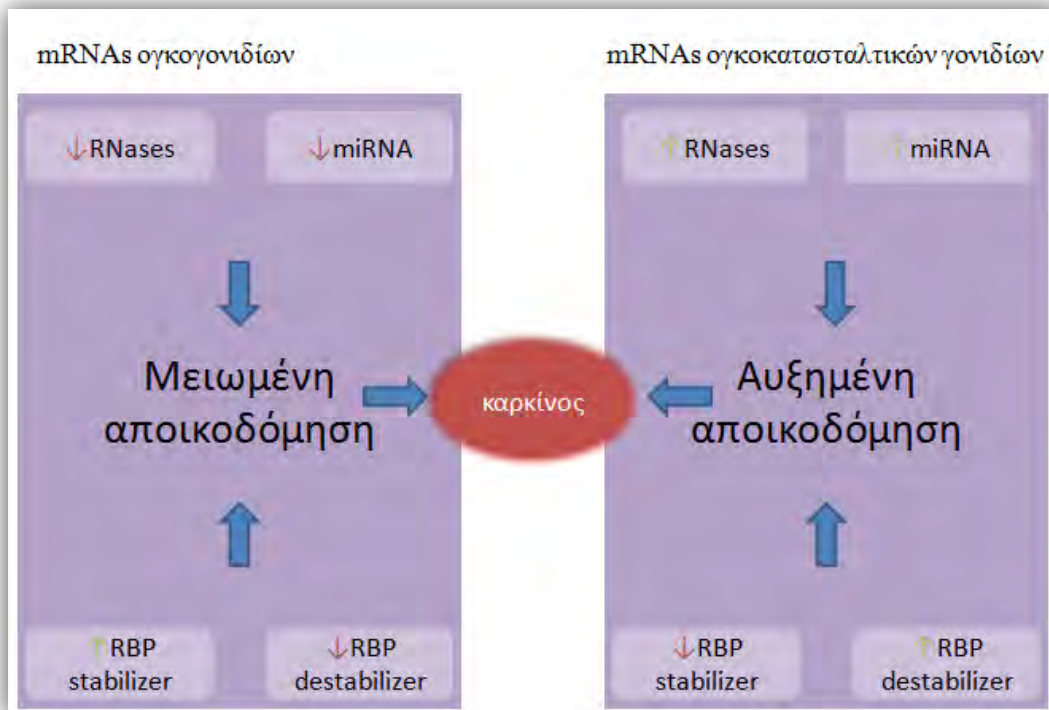 mRNAs ογκογονιδίων
↓RNases
↓miRNA
Μειωμένη
αποικοδόμηση
↑RBP
stabilizer
↓RBP
destabilizer
καρκίνος
mRNAs ογκοκατασταλτικών γονιδίων
↑RNases
↑miRNA
Αυξημένη
αποικοδόμηση
↓RBP
stabilizer
↑RBP
destabilizer